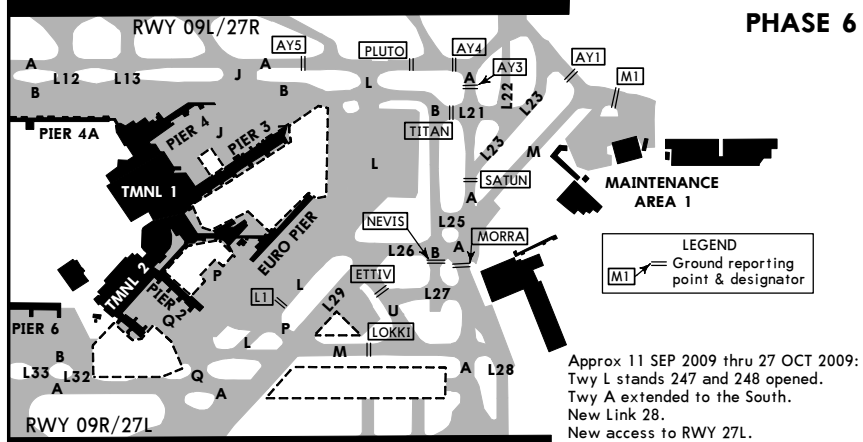 PHASE 6
RWY 09L/27R
AY5
PLUTO
AY4
AY3
AY1
M1
A
L12
L13
B
J
A
B
L
A
L22
L23
B
L21
TITAN
PIER 4A
PIER 4
J
PIER 3
L
L23
M
TMNL 1
SATUN
A
MAINTENANCE
AREA 1
EURO PIER
NEVIS
L25
MORRA
L26
B
A
LEGEND
M1
Ground reporting
point & designator
TMNL 2
PIER 2
P
Q
L
ETTIV
L1
L29
U
L27
PIER 6
P
L
LOKKI
M
B
L33
L32
A
Q
A
A
L28
RWY 09R/27L
Approx 11 SEP 2009 thru 27 OCT 2009:
Twy L stands 247 and 248 opened.
Twy A extended to the South.
New Link 28.
New access to RWY 27L.